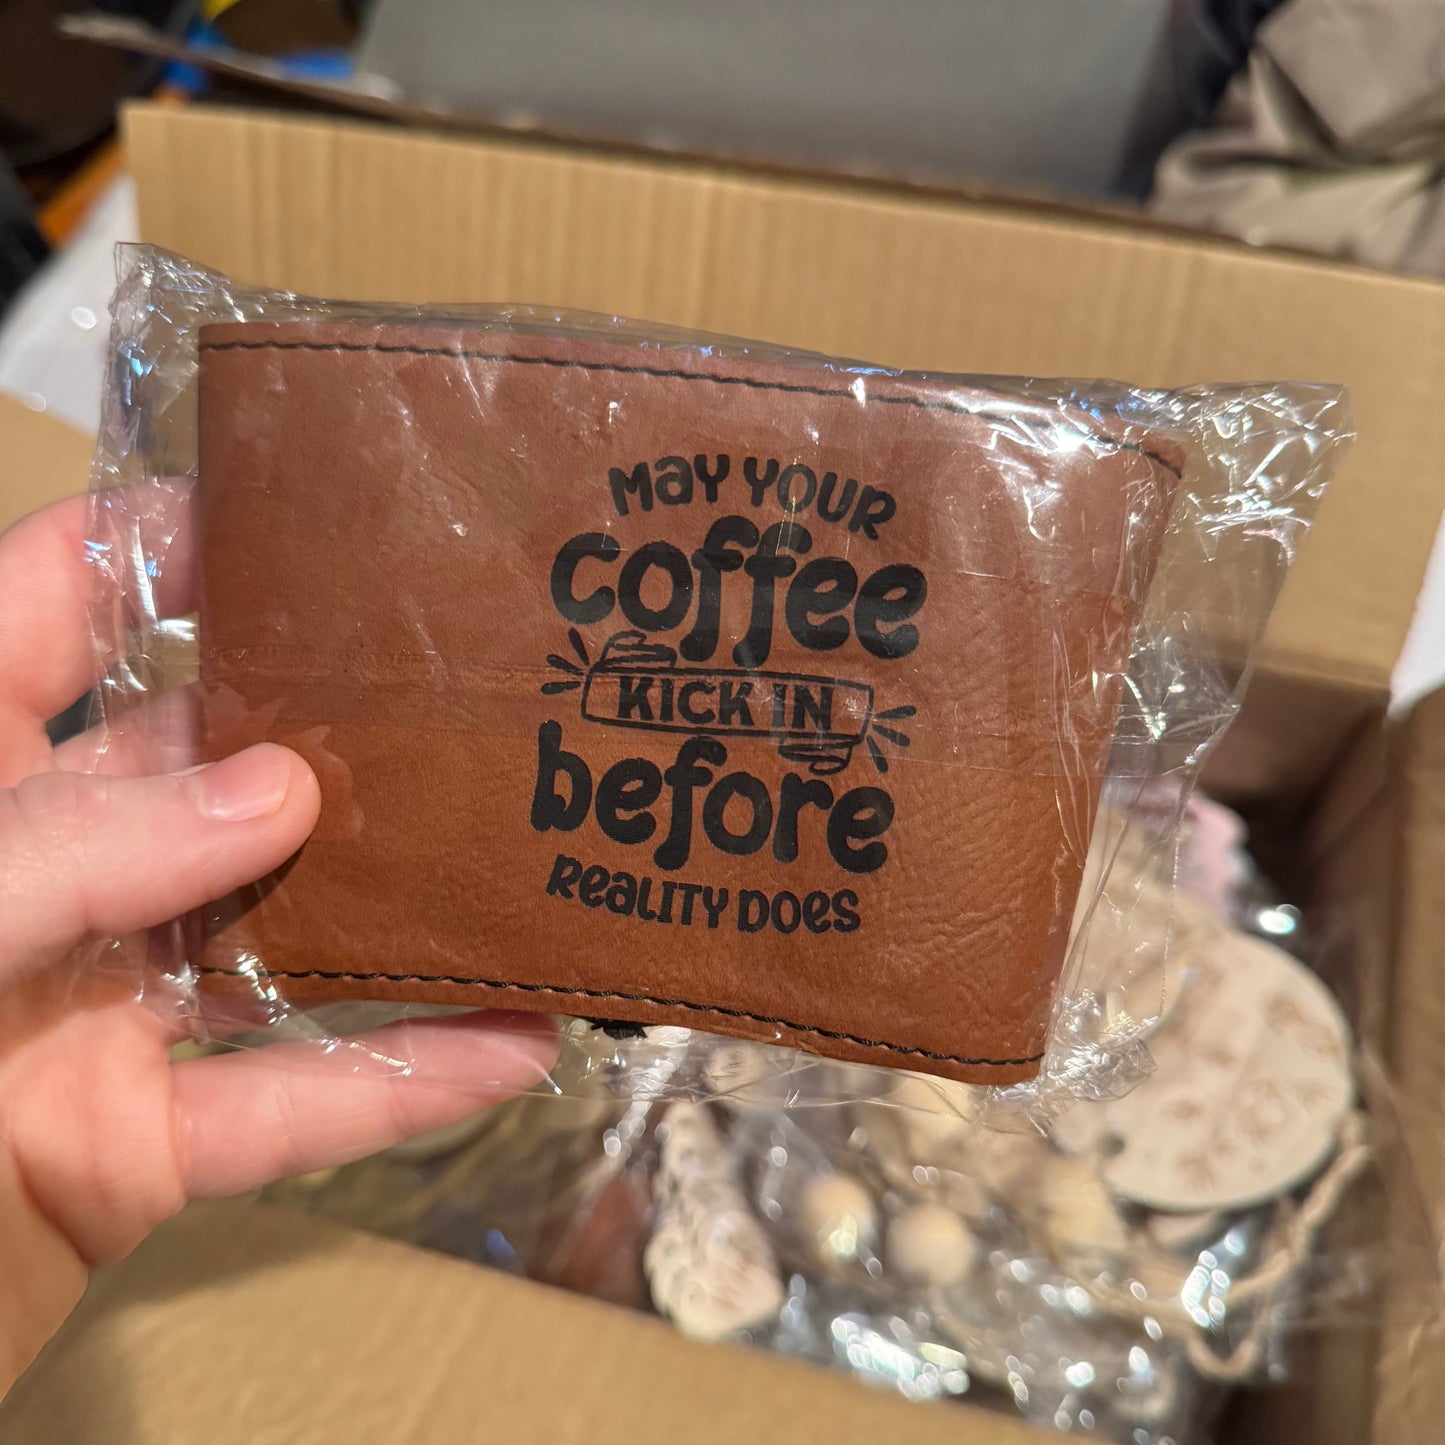 MAY YOUR
coffee
KICK IN
before
ReaLITY DOeS